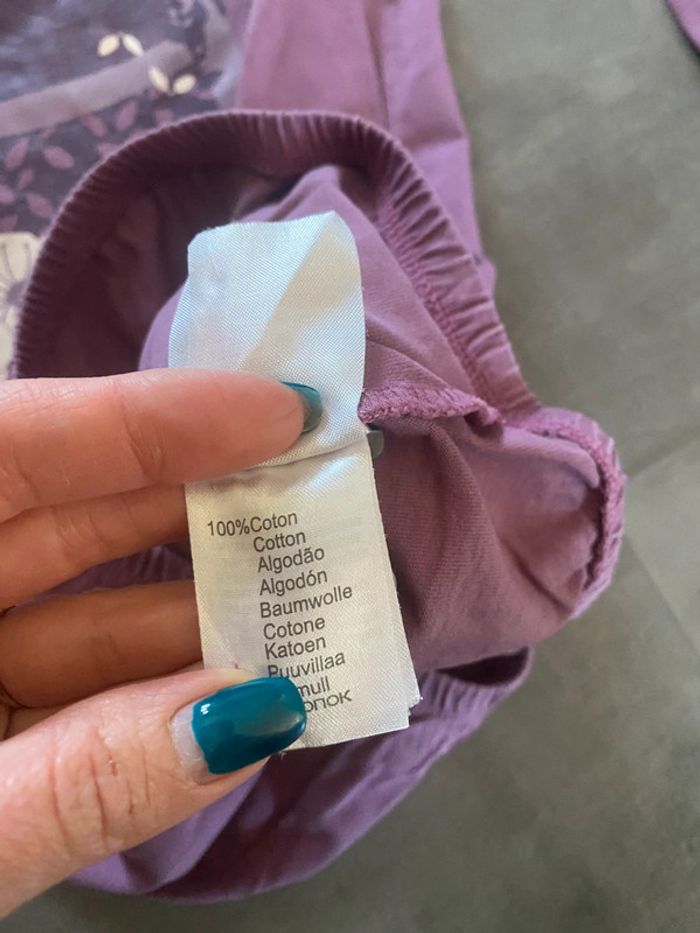 100%Coton
Cotton
Algodão
Algodón
Baumwolle
Cotone
Katoen
Puuvillaa